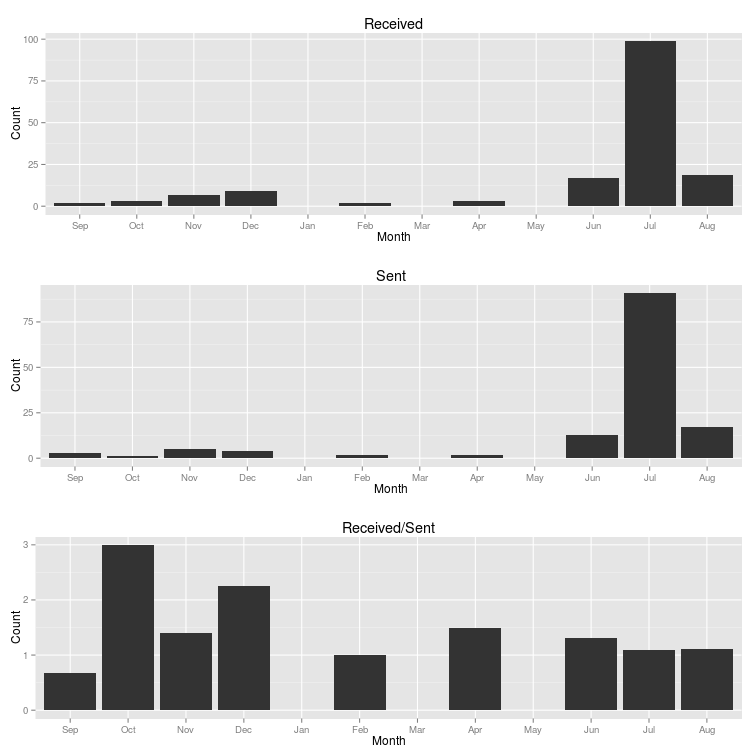 Received
100
75
50
25
0
Count
Sep Oct Nov Dec Jan Feb Mar Apr May Jun Jul Aug
Month
Sent
75
50
25
0
Count
Sep Oct Nov Dec Jan Feb Mar Apr May Jun Jul Aug
Month
Received/Sent
3
2
1
0
Count
Sep Oct Nov Dec Jan Feb Mar Apr May Jun Jul Aug
Month